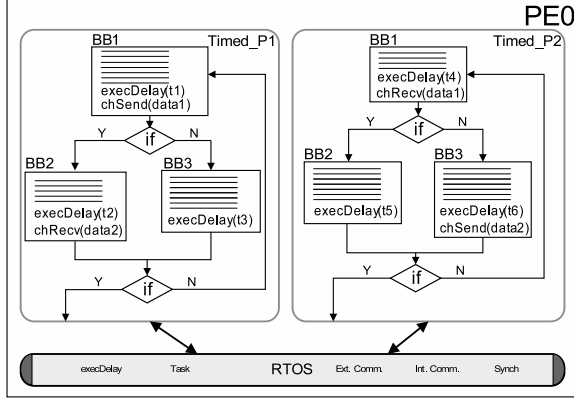 PE0
Timed_P1
BB1
execDelay(t1)
chSend(data1)
Y
if
N
BB2
execDelay(t2)
chRecv(data2)
BB3
execDelay(t3)
Y
if
N
Timed_P2
BB1
execDelay(t4)
chRecv(data1)
Y
if
N
BB2
execDelay(t5)
BB3
execDelay(t6)
chSend(data2)
Y
if
N
execDelay Task RTOS Ext. Comm. Int. Comm. Synch